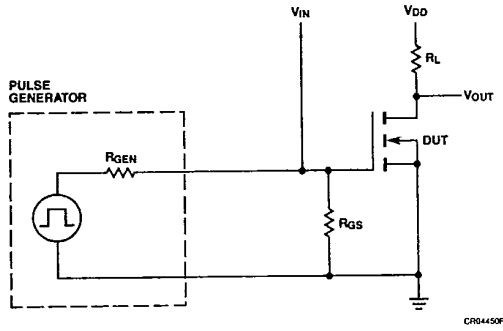 VIN
VDD
RL
PULSE
GENERATOR
VOUT
RGEN
DUT
RGS
CR04450F